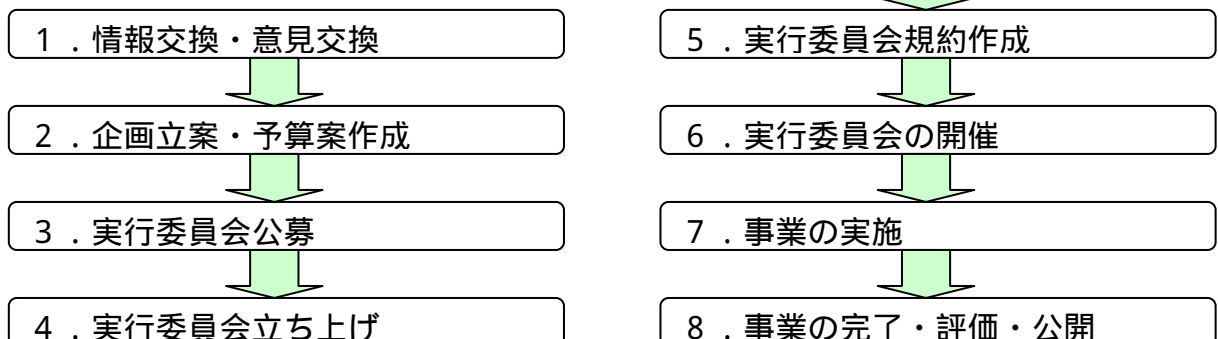 1．情報交換・意見交換
2．企画立案・予算案作成
3．実行委員会公募
4．実行委員会立ち上げ
5．実行委員会規約作成
6．実行委員会の開催
7．事業の実施
8．事業の完了・評価・公開